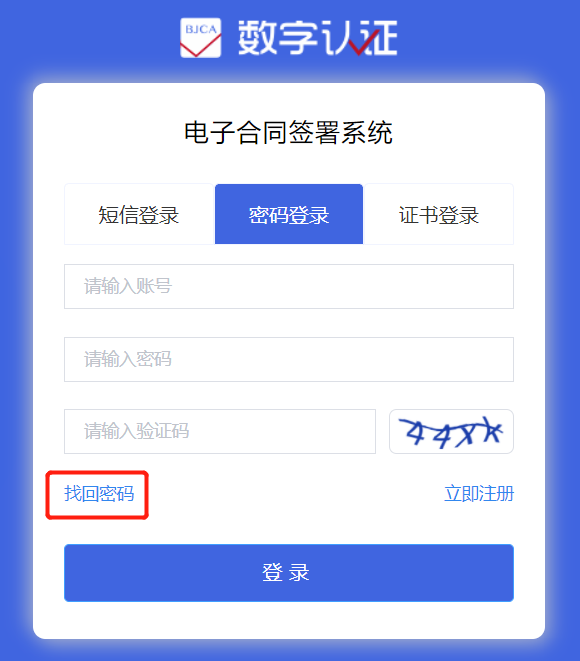 BJCA 数字认证
电子合同签署系统
短信登录 密码登录 证书登录
请输入账号
请输入密码
请输入验证码 44XK
找回密码 立即注册
登 录